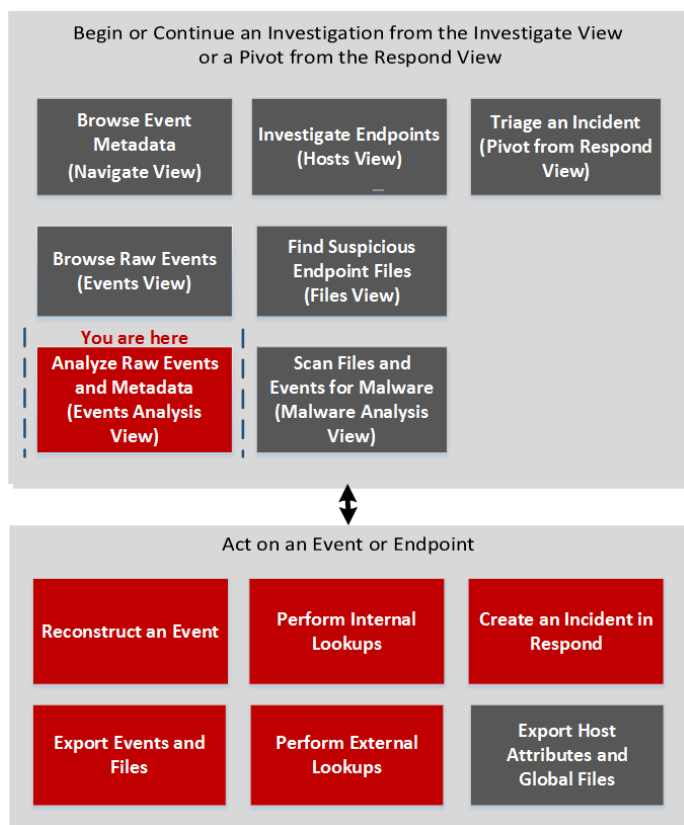 Begin or Continue an Investigation from the Investigate View
or a Pivot from the Respond View
Browse Event
Metadata
(Navigate View)
Investigate Endpoints
(Hosts View)
Triage an Incident
(Pivot from Respond
View)
Browse Raw Events
(Events View)
Find Suspicious
Endpoint Files
(Files View)
You are here
Analyze Raw Events
and Metadata
(Events Analysis
View)
Scan Files and
Events for Malware
(Malware Analysis
View)
Act on an Event or Endpoint
Reconstruct an Event
Perform Internal
Lookups
Create an Incident in
Respond
Export Events and
Files
Perform External
Lookups
Export Host
Attributes and
Global Files